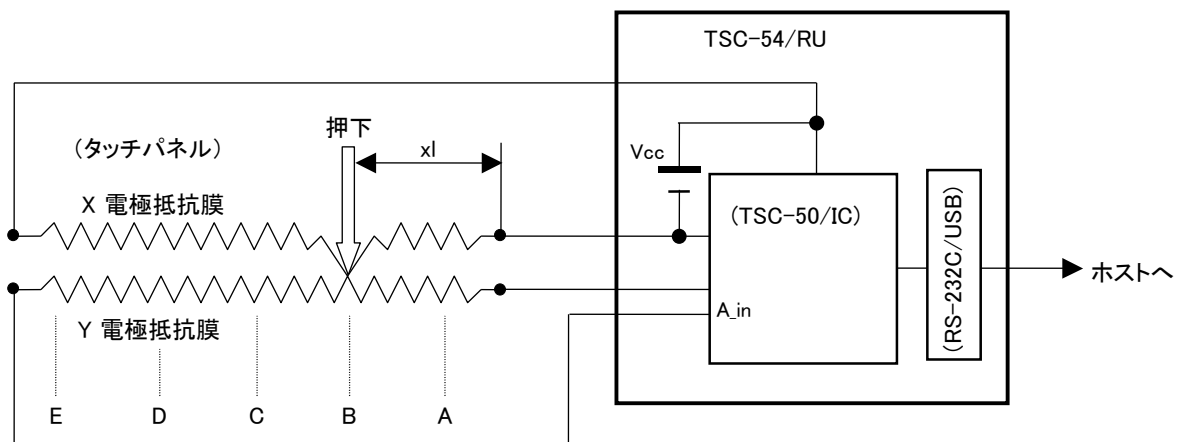 TSC-54/RU
押下
(タッチパネル)
xl
Vcc
X 電極抵抗膜
(TSC-50/IC)
(RS-232C/USB)
ホストへ
A_in
Y 電極抵抗膜
E D C B A